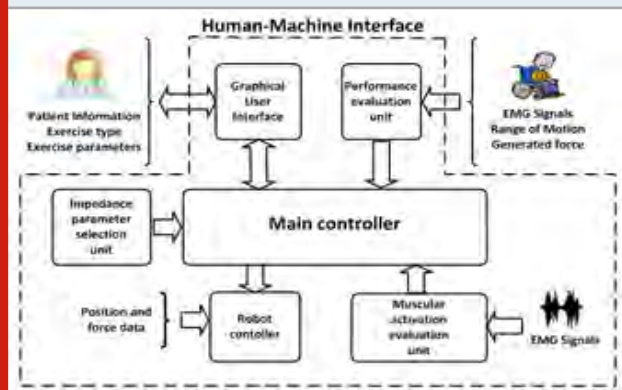 Human-Machine Interface
Patient Information
Exercise type
Exercise parameters
Graphical
User
Interface
Performance
evaluation
unit
EMG Signals
Range of Motion
Generated force
Impedance
parameter
selection
unit
Main controller
Position and
force data
Robot
contoller
Muscular
activation
evaluation
unit
EMG Signals